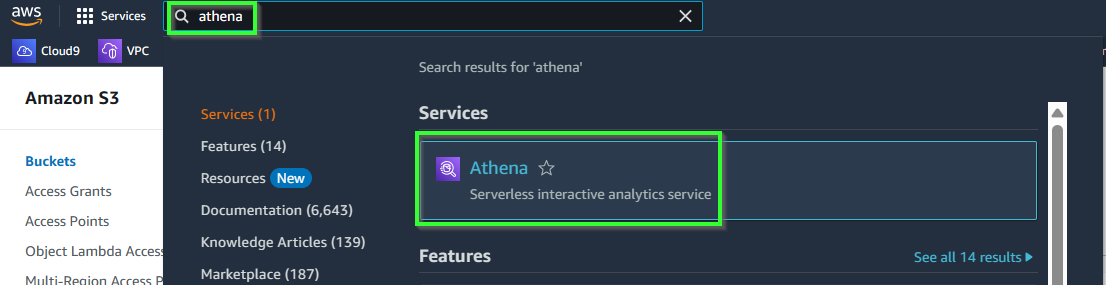 aws
Services
athena
Cloud9
VPC
Search results for 'athena'
Amazon S3
Buckets
Access Grants
Access Points
Object Lambda Access
Multi-Region Access P
Services (1)
Features (14)
Resources New
Documentation (6,643)
Knowledge Articles (139)
Marketplace (187)
Services
Athena
Serverless interactive analytics service
Features
See all 14 results